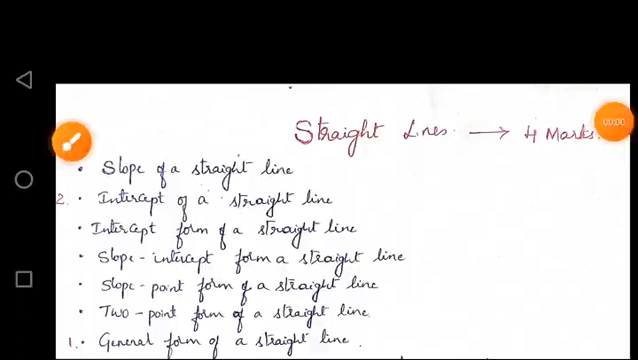 Straight Lines. → 4 Marks.
00:00
• Slope of a straight line
2. • Intercept of a straight line
• Intercept form of a straight line
• Slope-intercept form a straight line
• Slope-point form of a straight line
• Two-point form of a straight line.
1. • General form of a straight line.